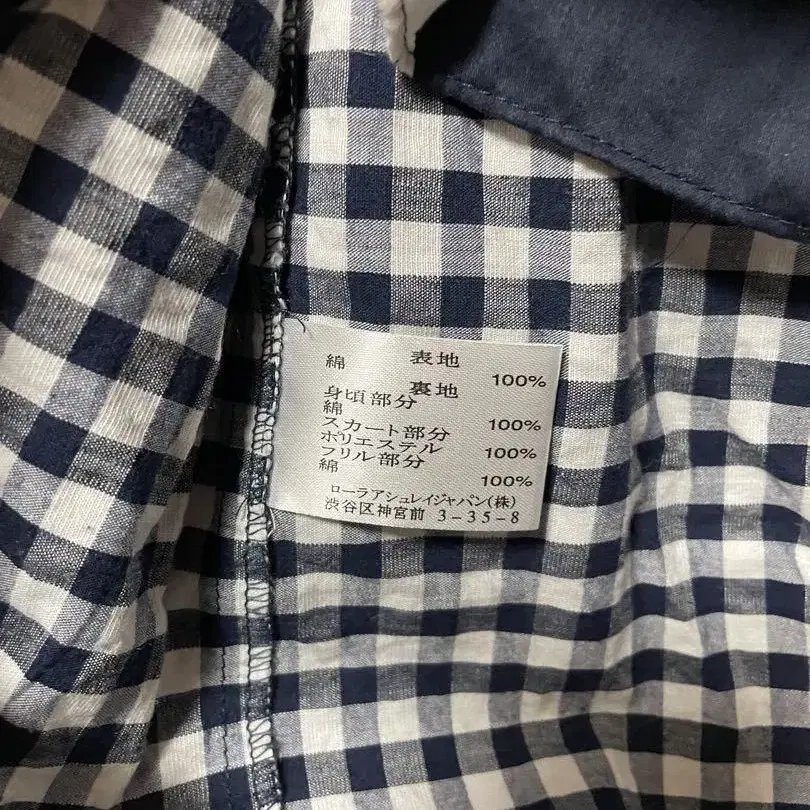 表地
綿 100%
裏地
身頃部分
綿 100%
スカート部分
ポリエステル 100%
フリル部分
綿 100%
ローラアシュレイジャパン(株)
渋谷区神宮前 3-35-8